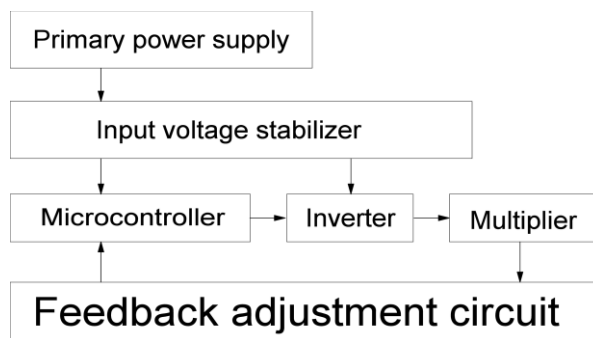 Primary power supply
Input voltage stabilizer
Microcontroller
Inverter
Multiplier
Feedback adjustment circuit